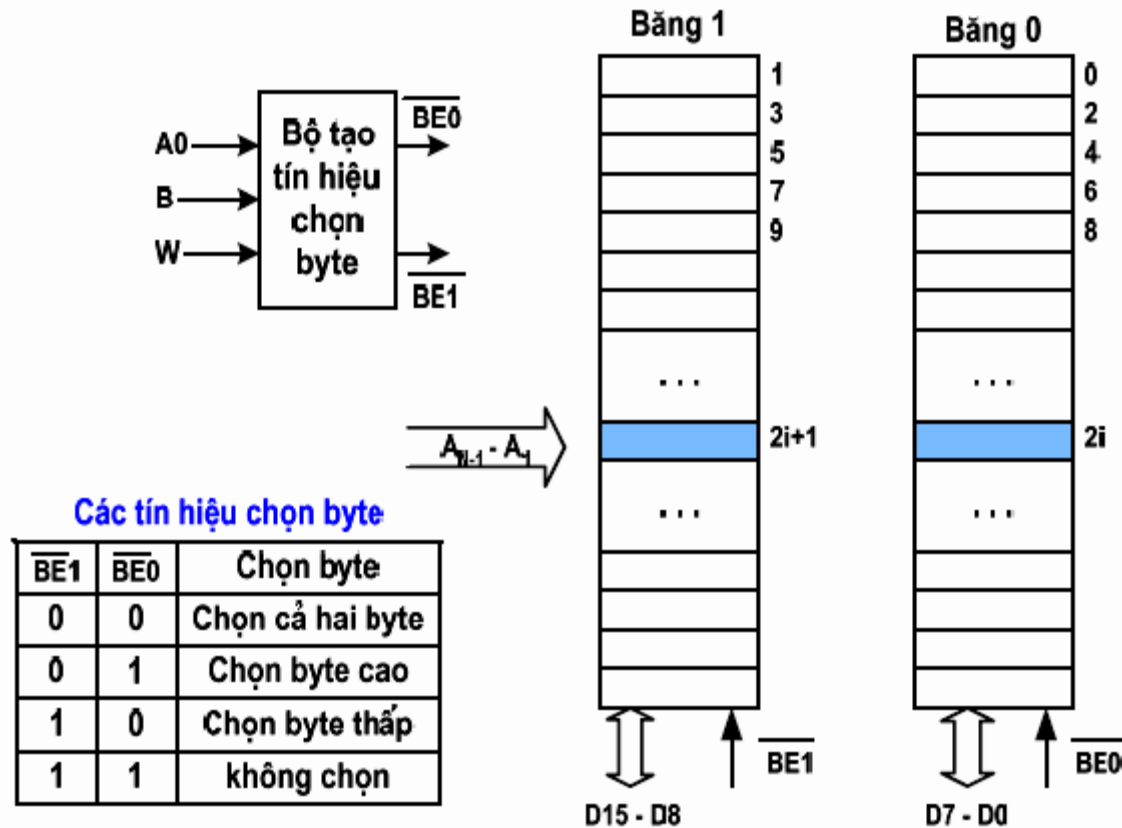 Băng 1
Băng 0
A0
B
W
Bộ tạo
tín hiệu
chọn
byte
BE0
BE1
1
3
5
7
9
...
2i+1
...
0
2
4
6
8
...
2i
...
A_N-1 - A_1
Các tín hiệu chọn byte
BE1 BE0 Chọn byte
0 0 Chọn cả hai byte
0 1 Chọn byte cao
1 0 Chọn byte thấp
1 1 không chọn
BE1
BE0
D15 - D8
D7 - D0